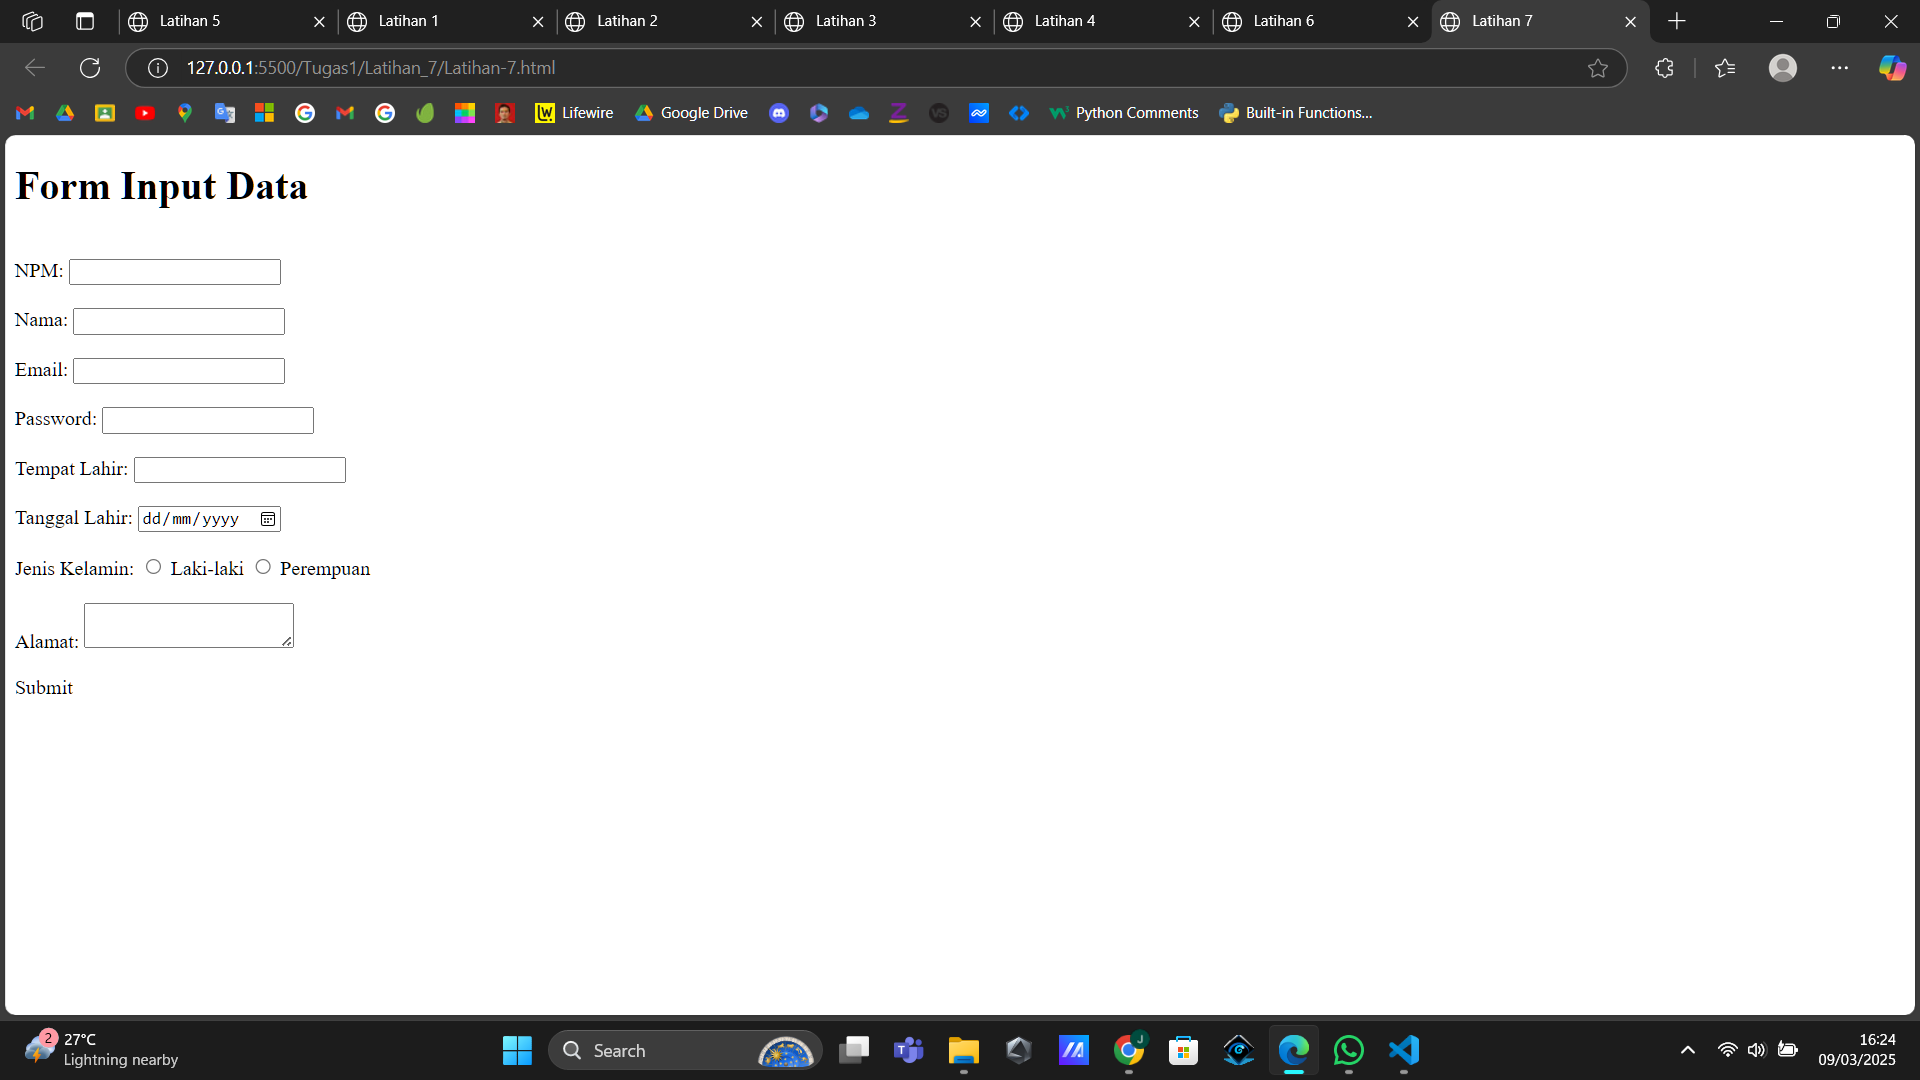 Latihan 5
Latihan 1
Latihan 2
Latihan 3
Latihan 4
Latihan 6
Latihan 7
127.0.0.1:5500/Tugas1/Latihan_7/Latihan-7.html
Lifewire
Google Drive
Python Comments
Built-in Functions...
Form Input Data
NPM:
Nama:
Email:
Password:
Tempat Lahir:
Tanggal Lahir: dd/mm/yyyy
Jenis Kelamin: Laki-laki Perempuan
Alamat:
Submit
2
27°C
Lightning nearby
Search
J
16:24
09/03/2025